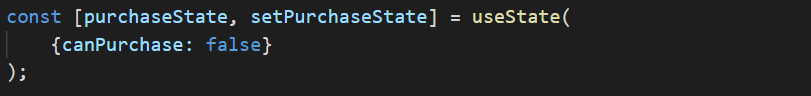 const [purchaseState, setPurchaseState] = useState(
    {canPurchase: false}
);